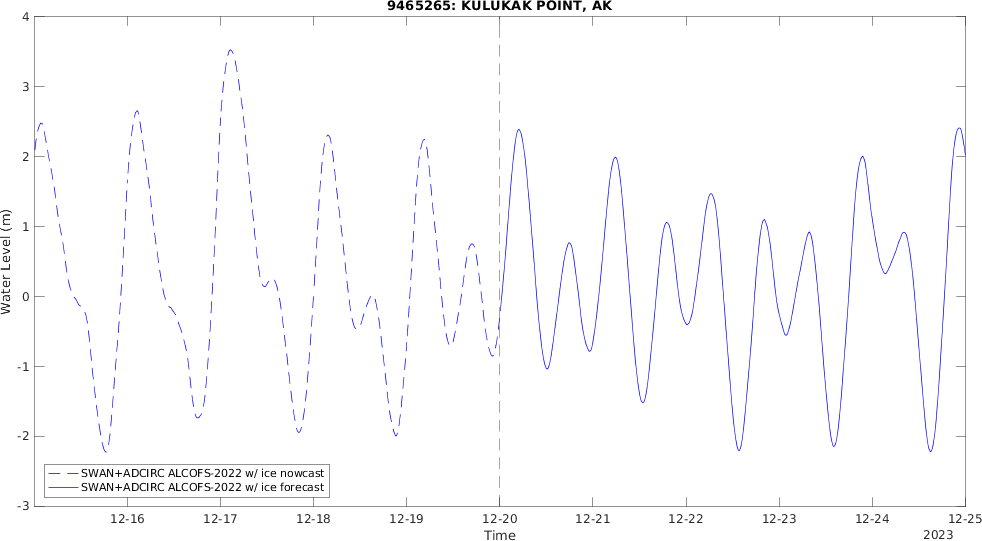 9465265: KULUKAK POINT, AK
4
3
2
1
0
-1
-2
-3
Water Level (m)
SWAN+ADCIRC ALCOFS-2022 w/ ice nowcast
SWAN+ADCIRC ALCOFS-2022 w/ ice forecast
12-16 12-17 12-18 12-19 12-20 12-21 12-22 12-23 12-24 12-25
Time
2023